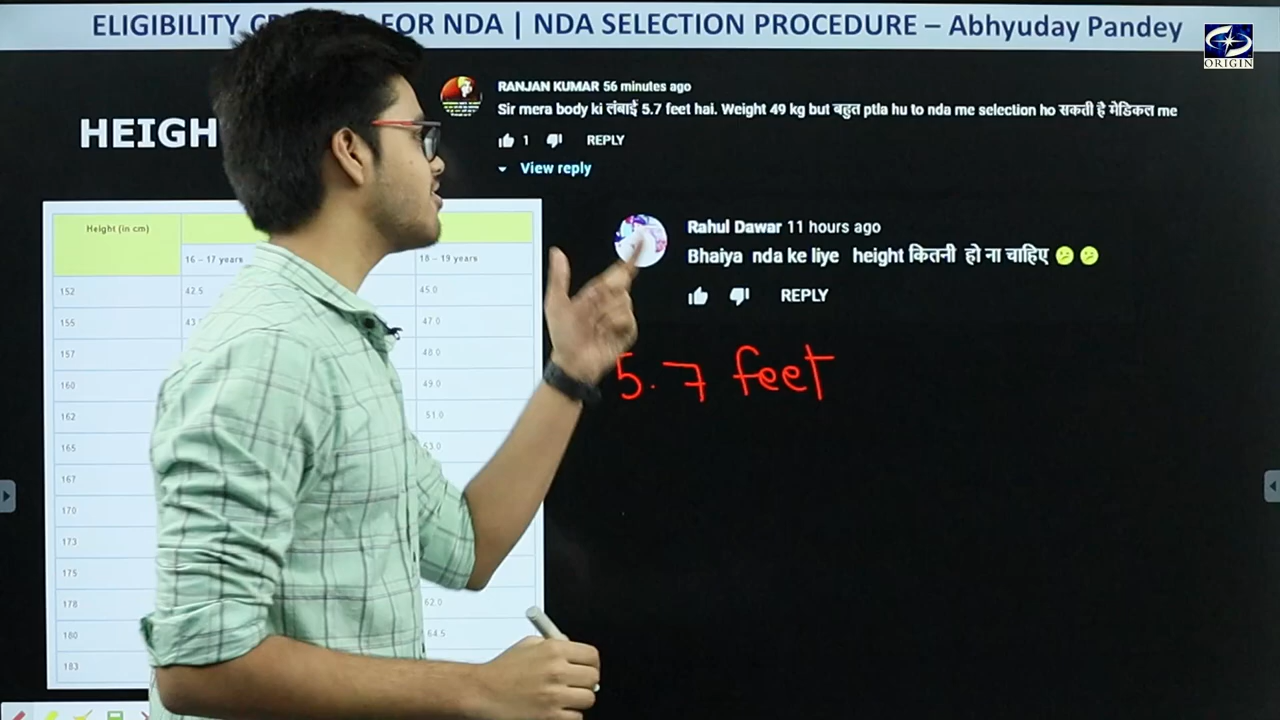 ELIGIBILITY FOR NDA | NDA SELECTION PROCEDURE – Abhyuday Pandey
ORIGIN
RANJAN KUMAR 56 minutes ago
Sir mera body ki लंबाई 5.7 feet hai. Weight 49 kg but बहुत ptla hu to nda me selection ho सकती है मेडिकल me
1 REPLY
View reply
HEIGH
Rahul Dawar 11 hours ago
Bhaiya nda ke liye height कितनी हो ना चाहिए
REPLY
5.7 feet
Height (in cm)
16 – 17 years 18 – 19 years
152 42.5 45.0
155 43 47.0
157 48.0
160 49.0
162 51.0
165 53.0
167
170
173
175
178 62.0
180 64.5
183